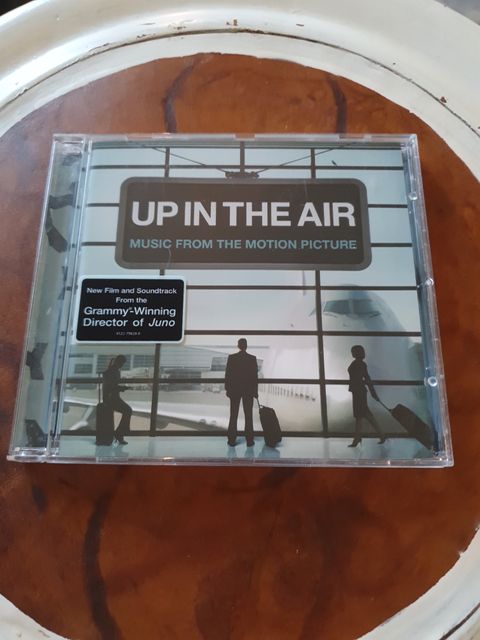 UP IN THE AIR
MUSIC FROM THE MOTION PICTURE
New Film and Soundtrack
From the
Grammy®-Winning
Director of Juno